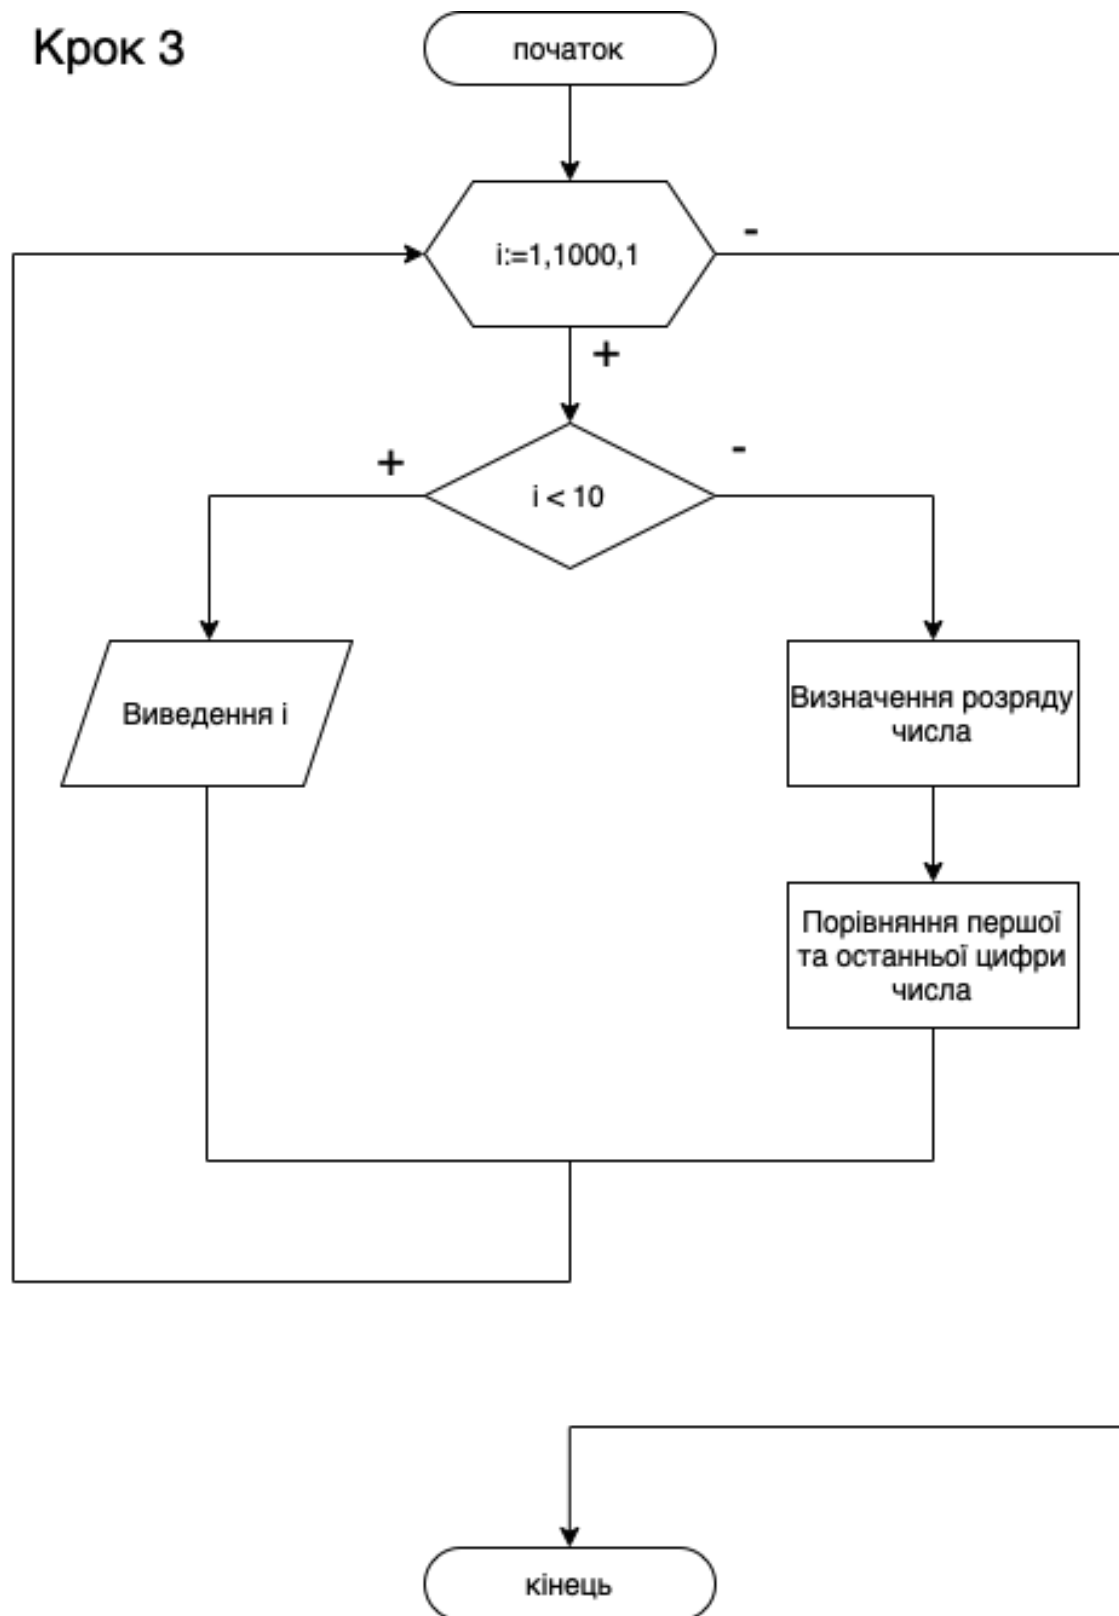 Крок 3
початок
i:=1,1000,1
-
+
+
-
i < 10
Виведення і
Визначення розряду
числа
Порівняння першої
та останньої цифри
числа
кінець